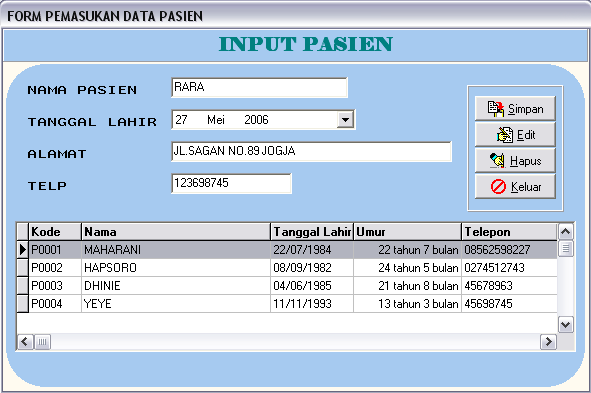 FORM PEMASUKAN DATA PASIEN
INPUT PASIEN
NAMA PASIEN RARA
TANGGAL LAHIR 27 Mei 2006
ALAMAT JL.SAGAN NO.89 JOGJA
TELP 123698745
Simpan
Edit
Hapus
Keluar
Kode Nama Tanggal Lahir Umur Telepon
P0001 MAHARANI 22/07/1984 22 tahun 7 bulan 08562598227
P0002 HAPSORO 08/09/1982 24 tahun 5 bulan 0274512743
P0003 DHINIE 04/06/1985 21 tahun 8 bulan 45678963
P0004 YEYE 11/11/1993 13 tahun 3 bulan 45698745